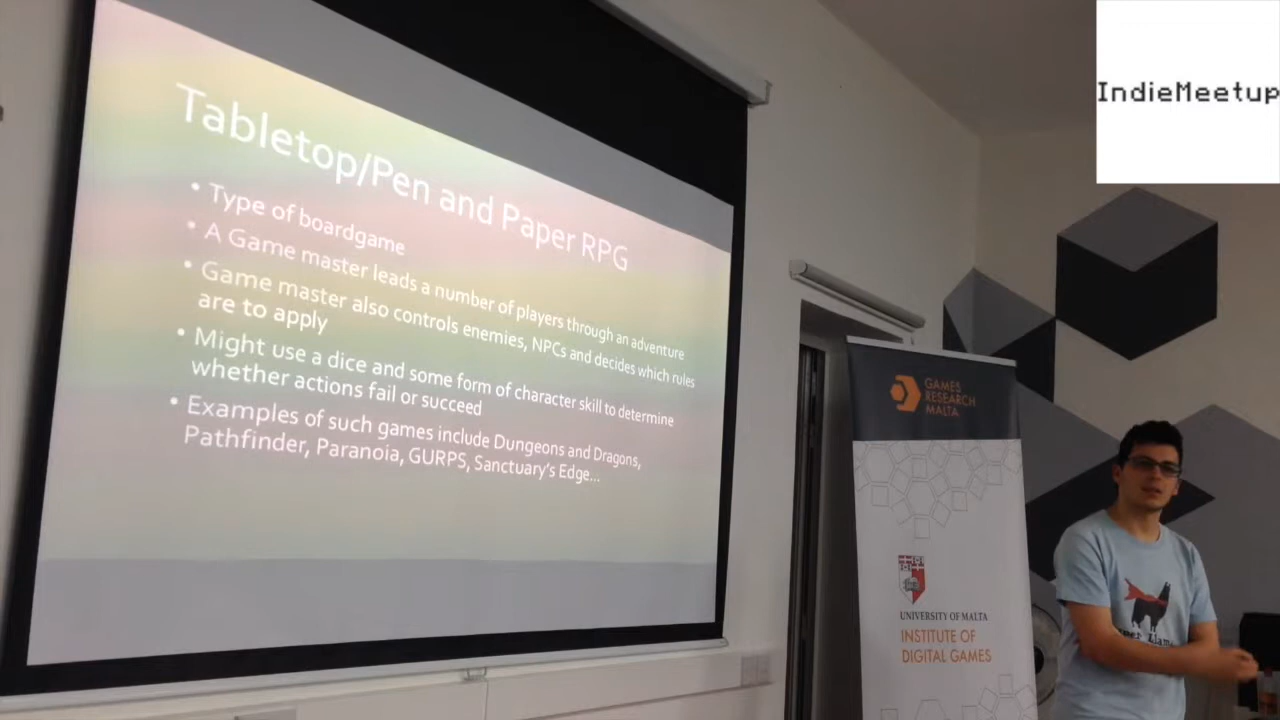 Tabletop/Pen and Paper RPG
• Type of boardgame
• A Game master leads a number of players through an adventure
• Game master also controls enemies, NPCs and decides which rules
are to apply
• Might use a dice and some form of character skill to determine
whether actions fail or succeed
• Examples of such games include Dungeons and Dragons,
Pathfinder, Paranoia, GURPS, Sanctuary's Edge...
IndieMeetup
GAMES
RESEARCH
MALTA
UNIVERSITY OF MALTA
INSTITUTE OF
DIGITAL GAMES